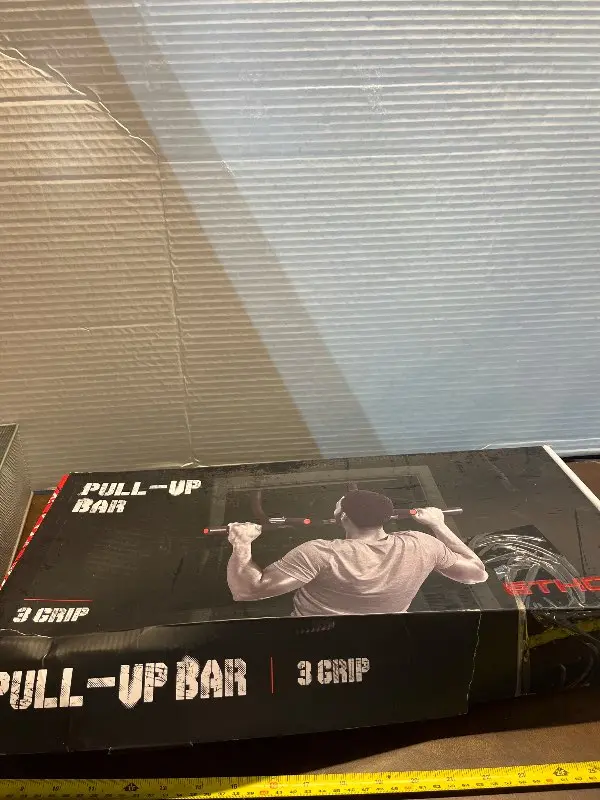 PULL-UP
BAR
3 GRIP
ETHO
PULL-UP BAR | 3 GRIP